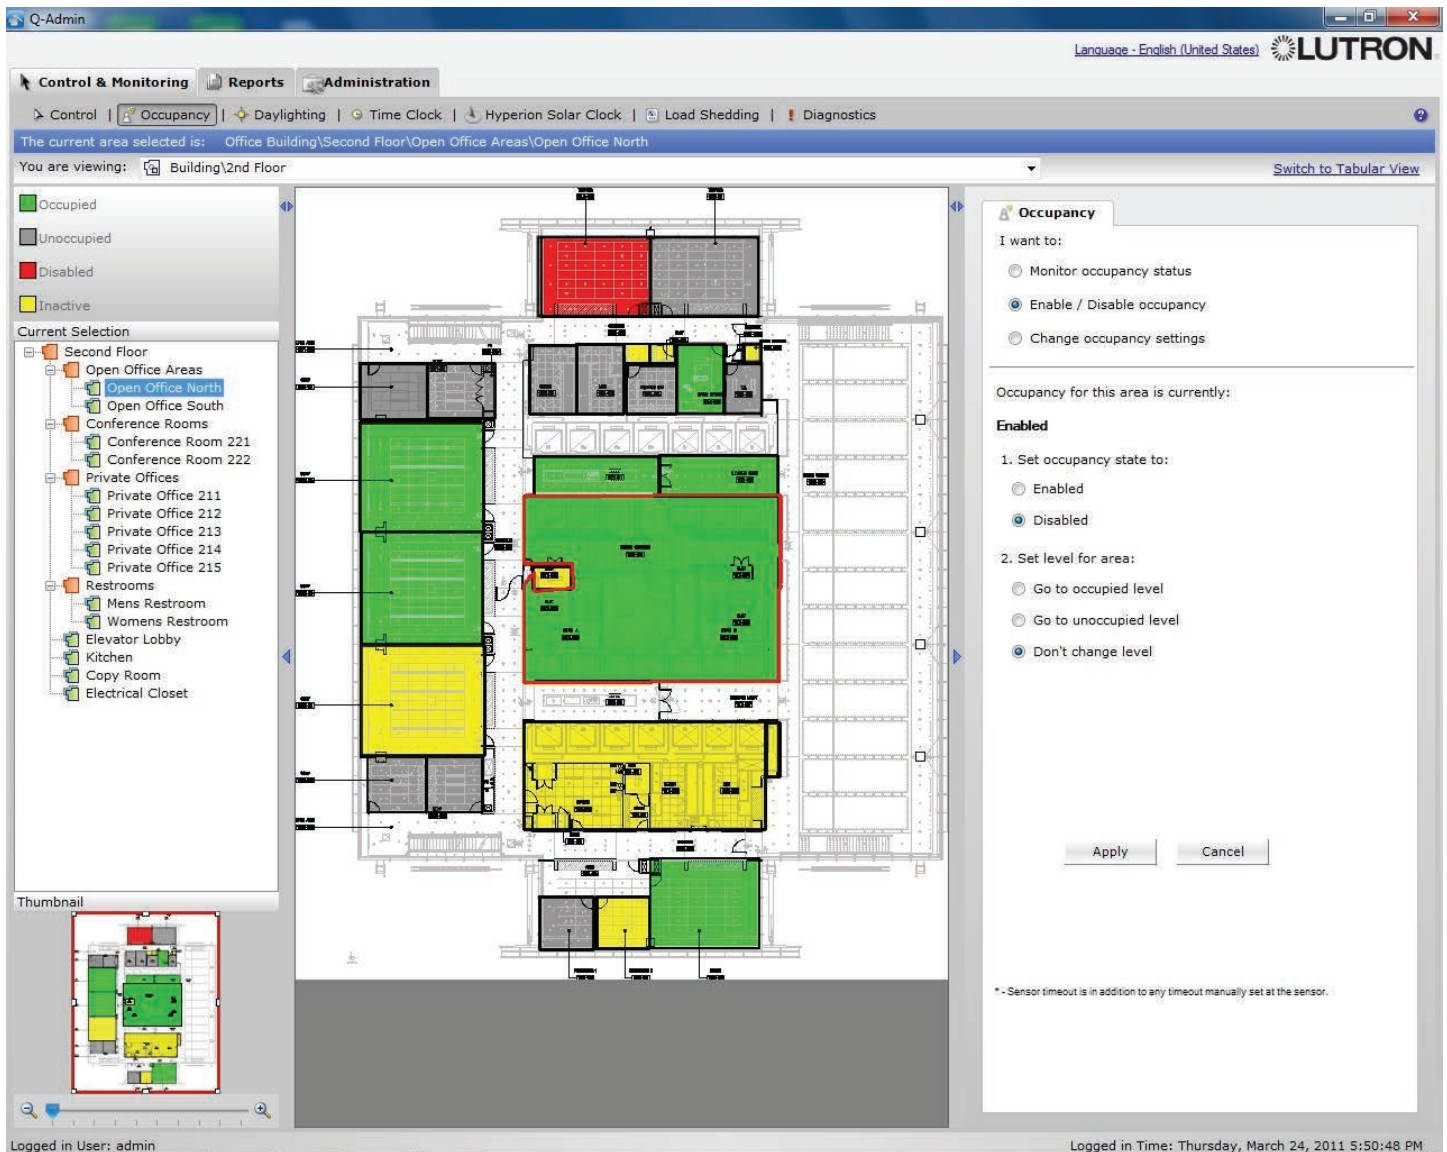 Q-Admin
Language - English (United States)
LUTRON
Control & Monitoring
Reports
Administration
Control | Occupancy | Daylighting | Time Clock | Hyperion Solar Clock | Load Shedding | Diagnostics
The current area selected is: Office Building\Second Floor\Open Office Areas\Open Office North
You are viewing: Building\2nd Floor
Switch to Tabular View
Occupied
Unoccupied
Disabled
Inactive
Current Selection
Second Floor
Open Office Areas
Open Office North
Open Office South
Conference Rooms
Conference Room 221
Conference Room 222
Private Offices
Private Office 211
Private Office 212
Private Office 213
Private Office 214
Private Office 215
Restrooms
Mens Restroom
Womens Restroom
Elevator Lobby
Kitchen
Copy Room
Electrical Closet
Thumbnail
Occupancy
I want to:
Monitor occupancy status
Enable / Disable occupancy
Change occupancy settings
Occupancy for this area is currently:
Enabled
1. Set occupancy state to:
Enabled
Disabled
2. Set level for area:
Go to occupied level
Go to unoccupied level
Don't change level
Apply
Cancel
* - Sensor timeout is in addition to any timeout manually set at the sensor.
Logged in User: admin
Logged in Time: Thursday, March 24, 2011 5:50:48 PM